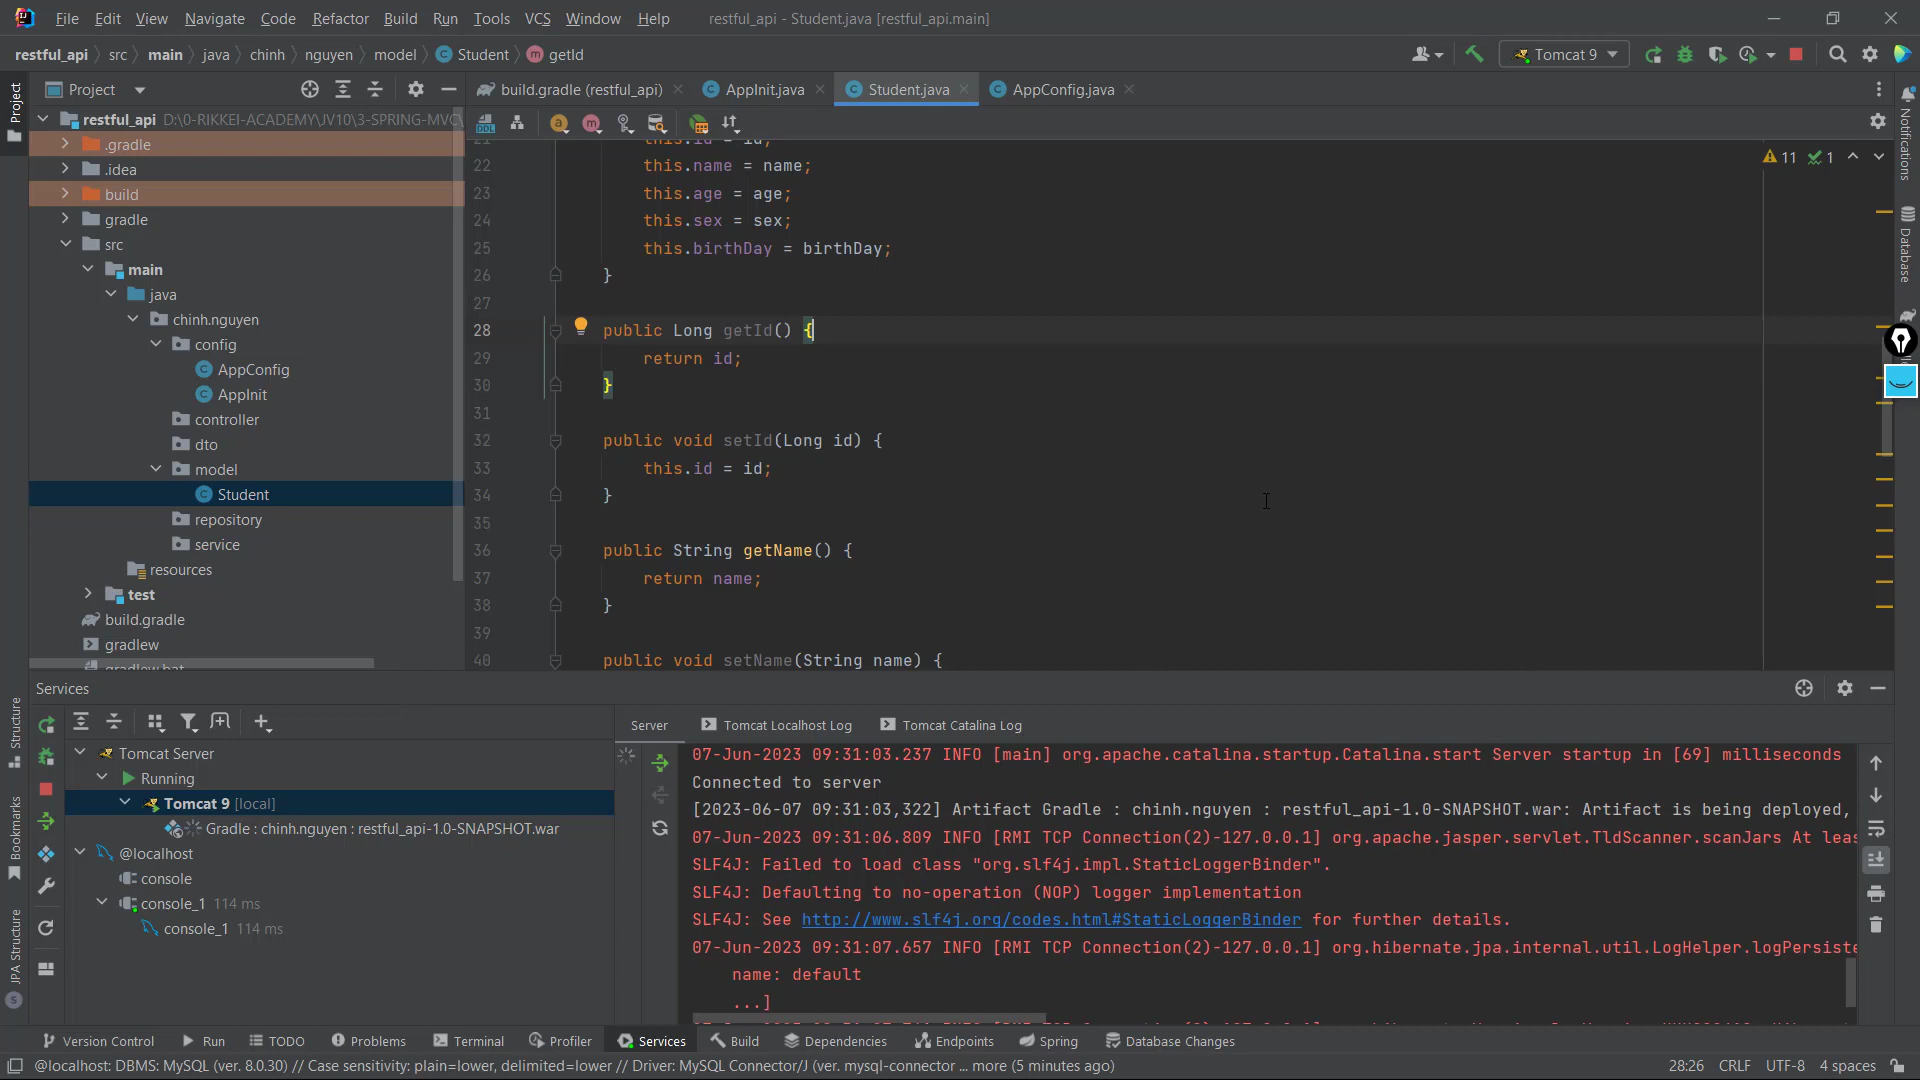 File Edit View Navigate Code Refactor Build Run Tools VCS Window Help restful_api - Student.java [restful_api.main]
restful_api src main java chinh nguyen model Student getId Tomcat 9
Project
build.gradle (restful_api) AppInit.java Student.java AppConfig.java
restful_api D:\0-RIKKEI-ACADEMY\JV10\3-SPRING-MVC\
.gradle
.idea
build
gradle
src
main
java
chinh.nguyen
config
AppConfig
AppInit
controller
dto
model
Student
repository
service
resources
test
build.gradle
gradlew
gradlew.bat
DDL
11 1
21 this.id = id;
22 this.name = name;
23 this.age = age;
24 this.sex = sex;
25 this.birthDay = birthDay;
26 }
27
28 public Long getId() {
29 return id;
30 }
31
32 public void setId(Long id) {
33 this.id = id;
34 }
35
36 public String getName() {
37 return name;
38 }
39
40 public void setName(String name) {
Project
Structure
Bookmarks
JPA Structure
Notifications
Database
Services
Tomcat Server
Running
Tomcat 9 [local]
Gradle : chinh.nguyen : restful_api-1.0-SNAPSHOT.war
@localhost
console
console_1 114 ms
console_1 114 ms
Server Tomcat Localhost Log Tomcat Catalina Log
07-Jun-2023 09:31:03.237 INFO [main] org.apache.catalina.startup.Catalina.start Server startup in [69] milliseconds
Connected to server
[2023-06-07 09:31:03,322] Artifact Gradle : chinh.nguyen : restful_api-1.0-SNAPSHOT.war: Artifact is being deployed,
07-Jun-2023 09:31:06.809 INFO [RMI TCP Connection(2)-127.0.0.1] org.apache.jasper.servlet.TldScanner.scanJars At leas
SLF4J: Failed to load class "org.slf4j.impl.StaticLoggerBinder".
SLF4J: Defaulting to no-operation (NOP) logger implementation
SLF4J: See http://www.slf4j.org/codes.html#StaticLoggerBinder for further details.
07-Jun-2023 09:31:07.657 INFO [RMI TCP Connection(2)-127.0.0.1] org.hibernate.jpa.internal.util.LogHelper.logPersiste
name: default
...]
Version Control Run TODO Problems Terminal Profiler Services Build Dependencies Endpoints Spring Database Changes
@localhost: DBMS: MySQL (ver. 8.0.30) // Case sensitivity: plain=lower, delimited=lower // Driver: MySQL Connector/J (ver. mysql-connector ... more (5 minutes ago) 28:26 CRLF UTF-8 4 spaces